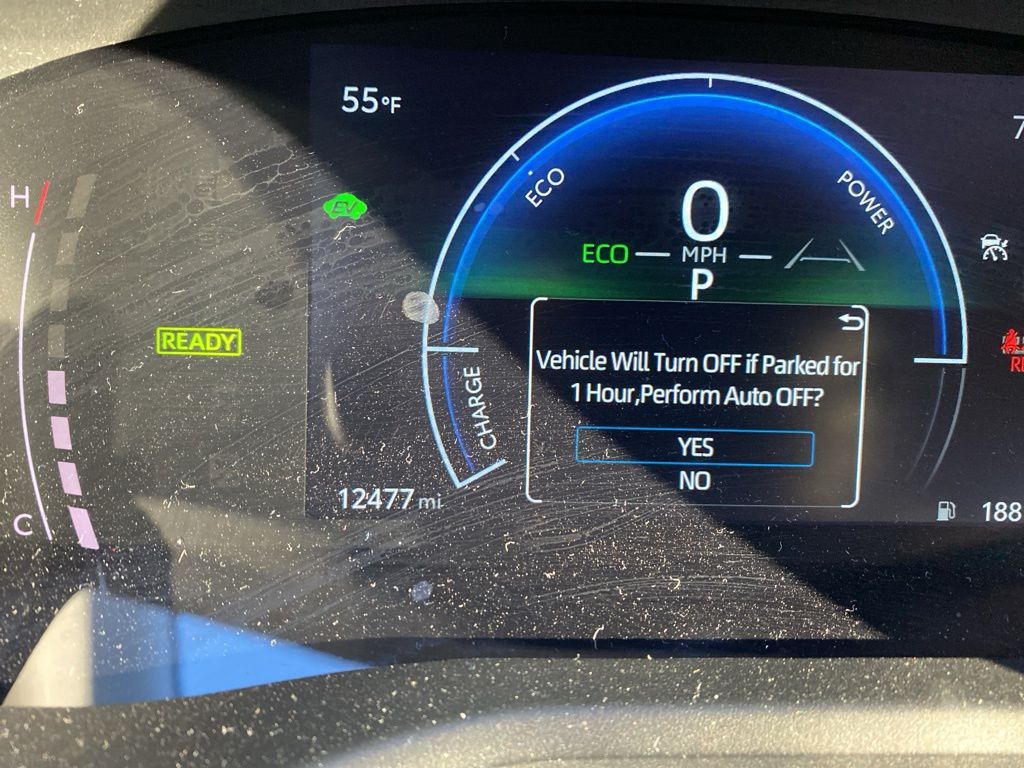 55°F
H
EV
ECO
POWER
0
ECO
MPH
P
READY
Vehicle Will Turn OFF if Parked for
1 Hour,Perform Auto OFF?
YES
NO
CHARGE
12477 mi
C
188